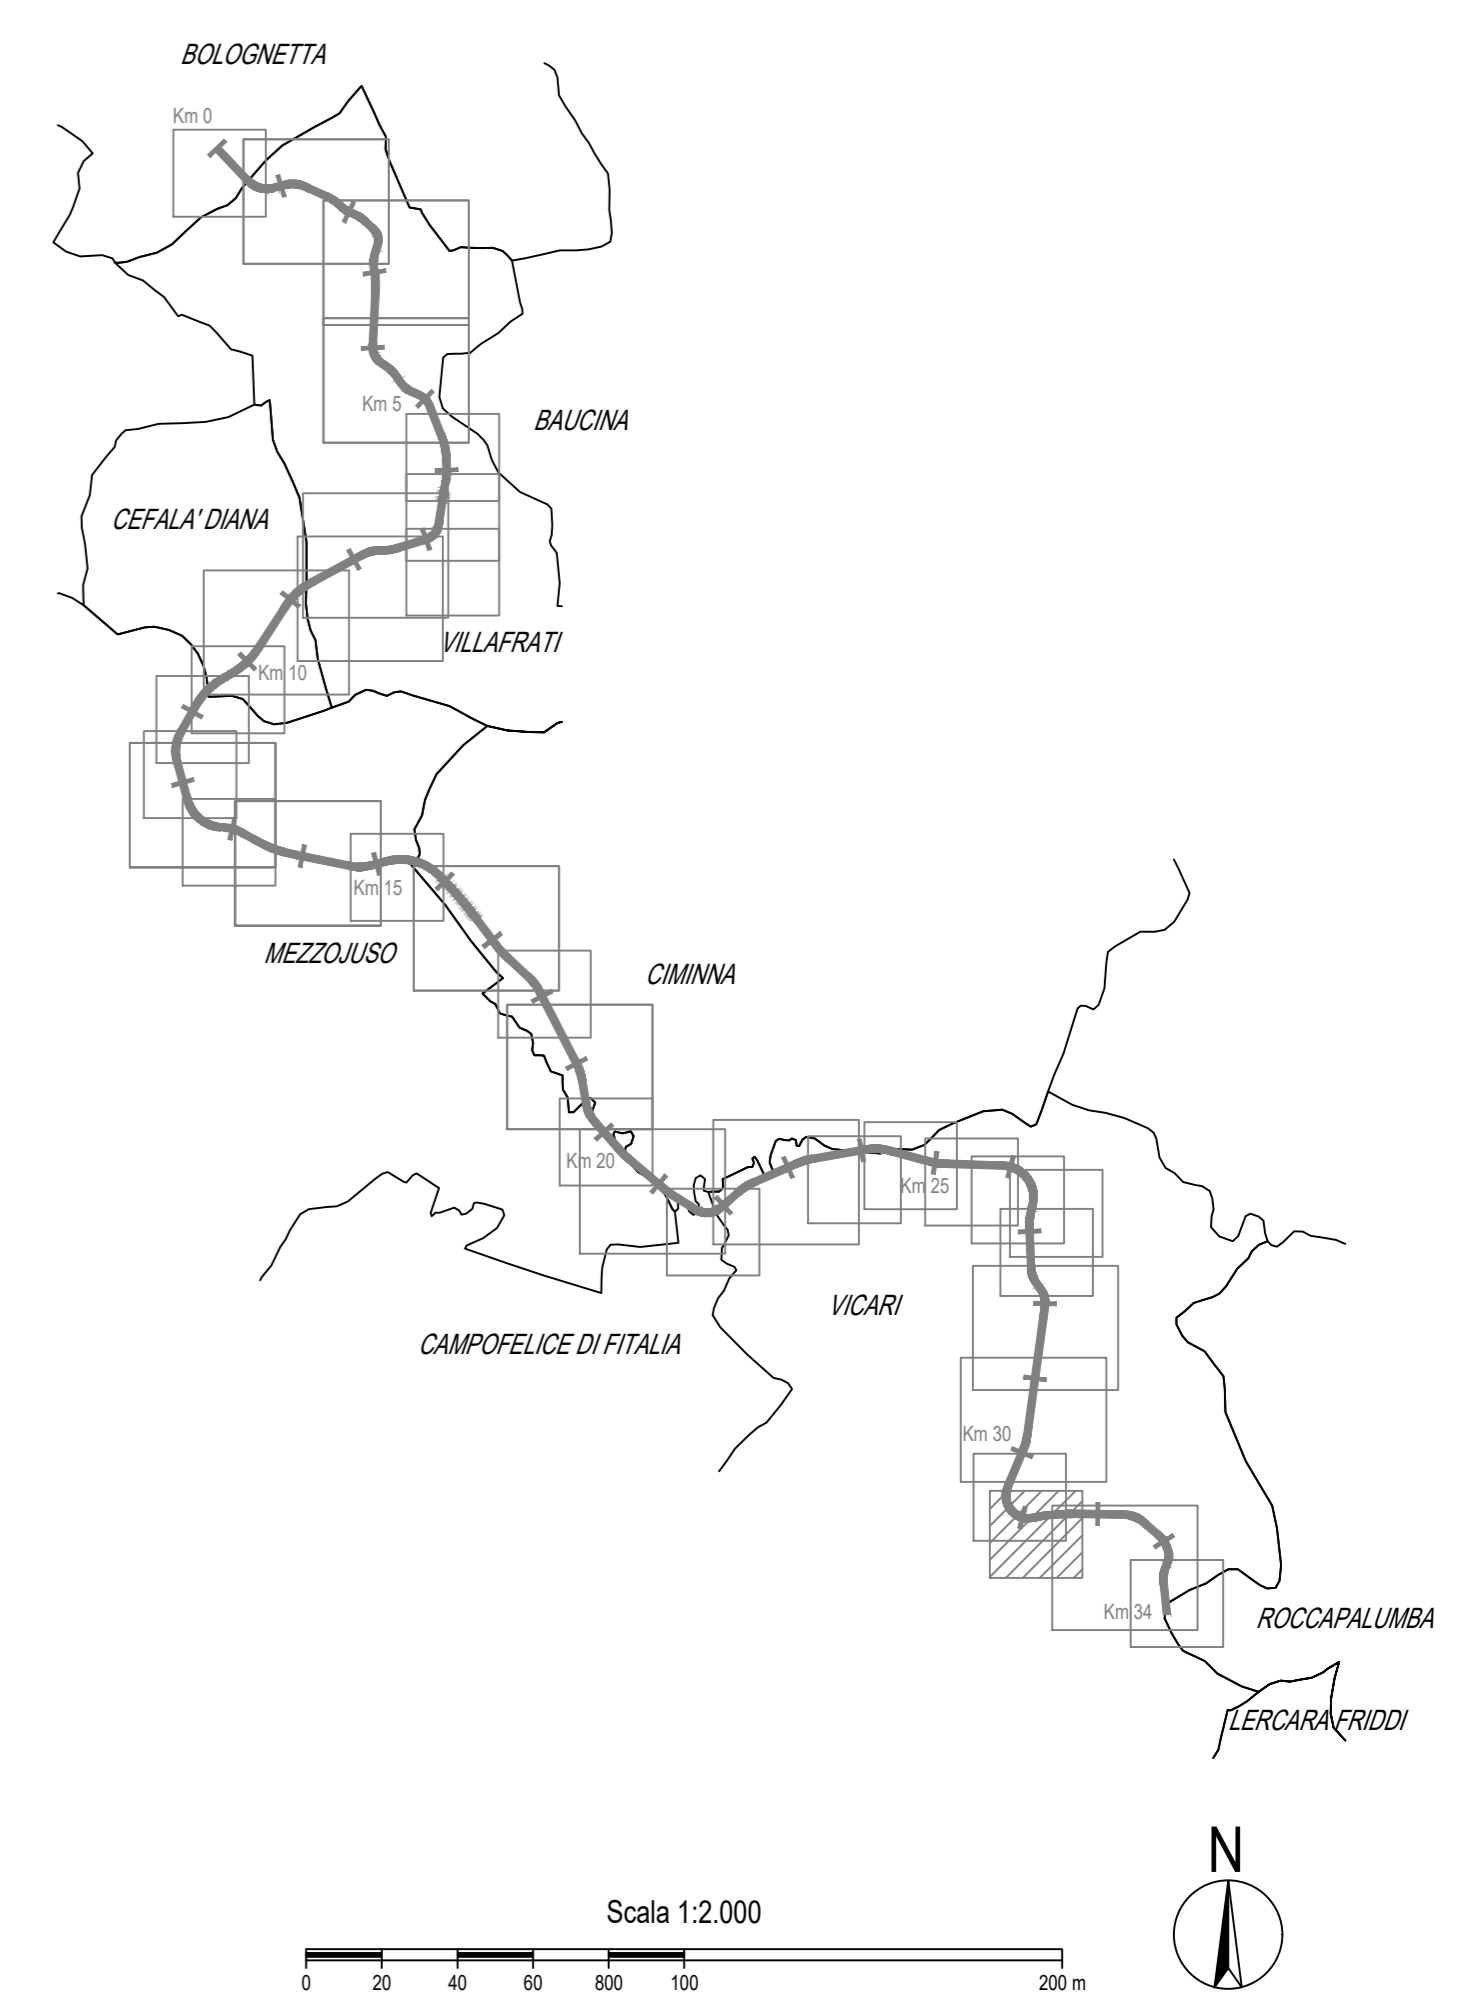 BOLOGNETTA
Km 0
Km 5
BAUCINA
CEFALA' DIANA
VILLAFRATI
Km 10
Km 15
MEZZOJUSO
CIMINNA
Km 20
Km 25
VICARI
CAMPOFELICE DI FITALIA
Km 30
Km 34
ROCCAPALUMBA
LERCARA FRIDDI
N
Scala 1:2.000
0 20 40 60 800 100 200 m